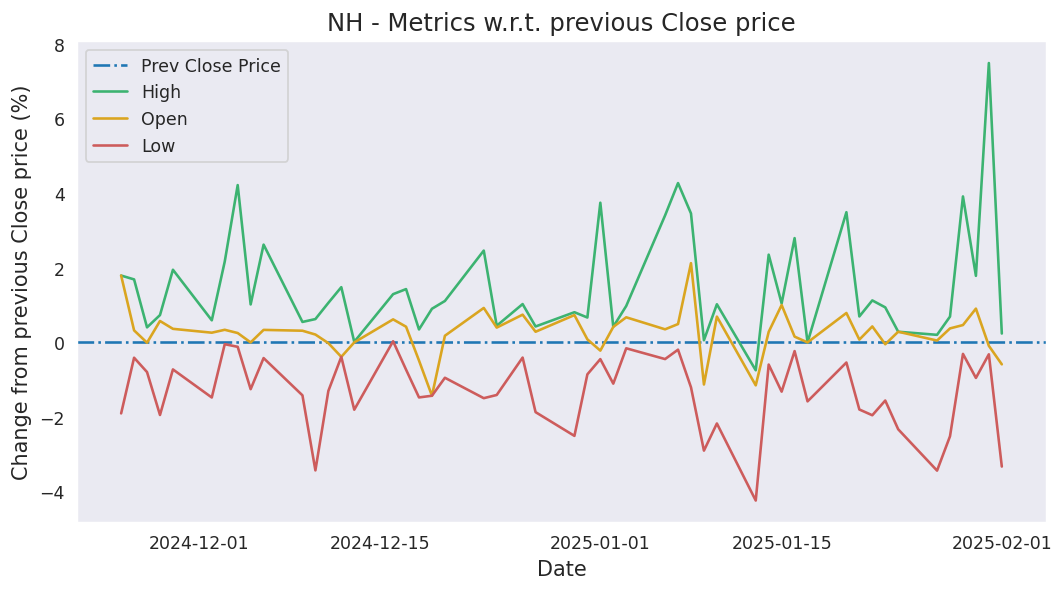 NH - Metrics w.r.t. previous Close price
Change from previous Close price (%)
8
6
4
2
0
−2
−4
Prev Close Price
High
Open
Low
2024-12-01
2024-12-15
2025-01-01
2025-01-15
2025-02-01
Date